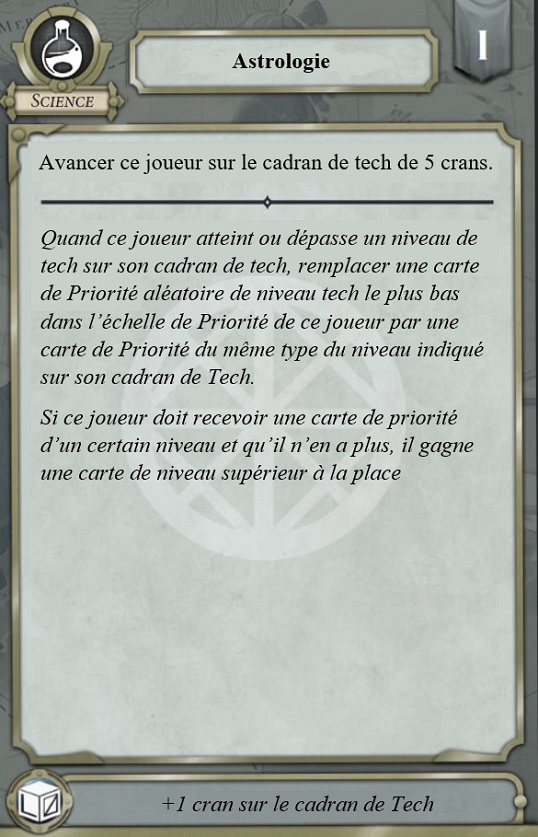 Astrologie
I
SCIENCE
Avancer ce joueur sur le cadran de tech de 5 crans.
Quand ce joueur atteint ou dépasse un niveau de
tech sur son cadran de tech, remplacer une carte
de Priorité aléatoire de niveau tech le plus bas
dans l’échelle de Priorité de ce joueur par une
carte de Priorité du même type du niveau indiqué
sur son cadran de Tech.
Si ce joueur doit recevoir une carte de priorité
d’un certain niveau et qu’il n’en a plus, il gagne
une carte de niveau supérieur à la place
+1 cran sur le cadran de Tech